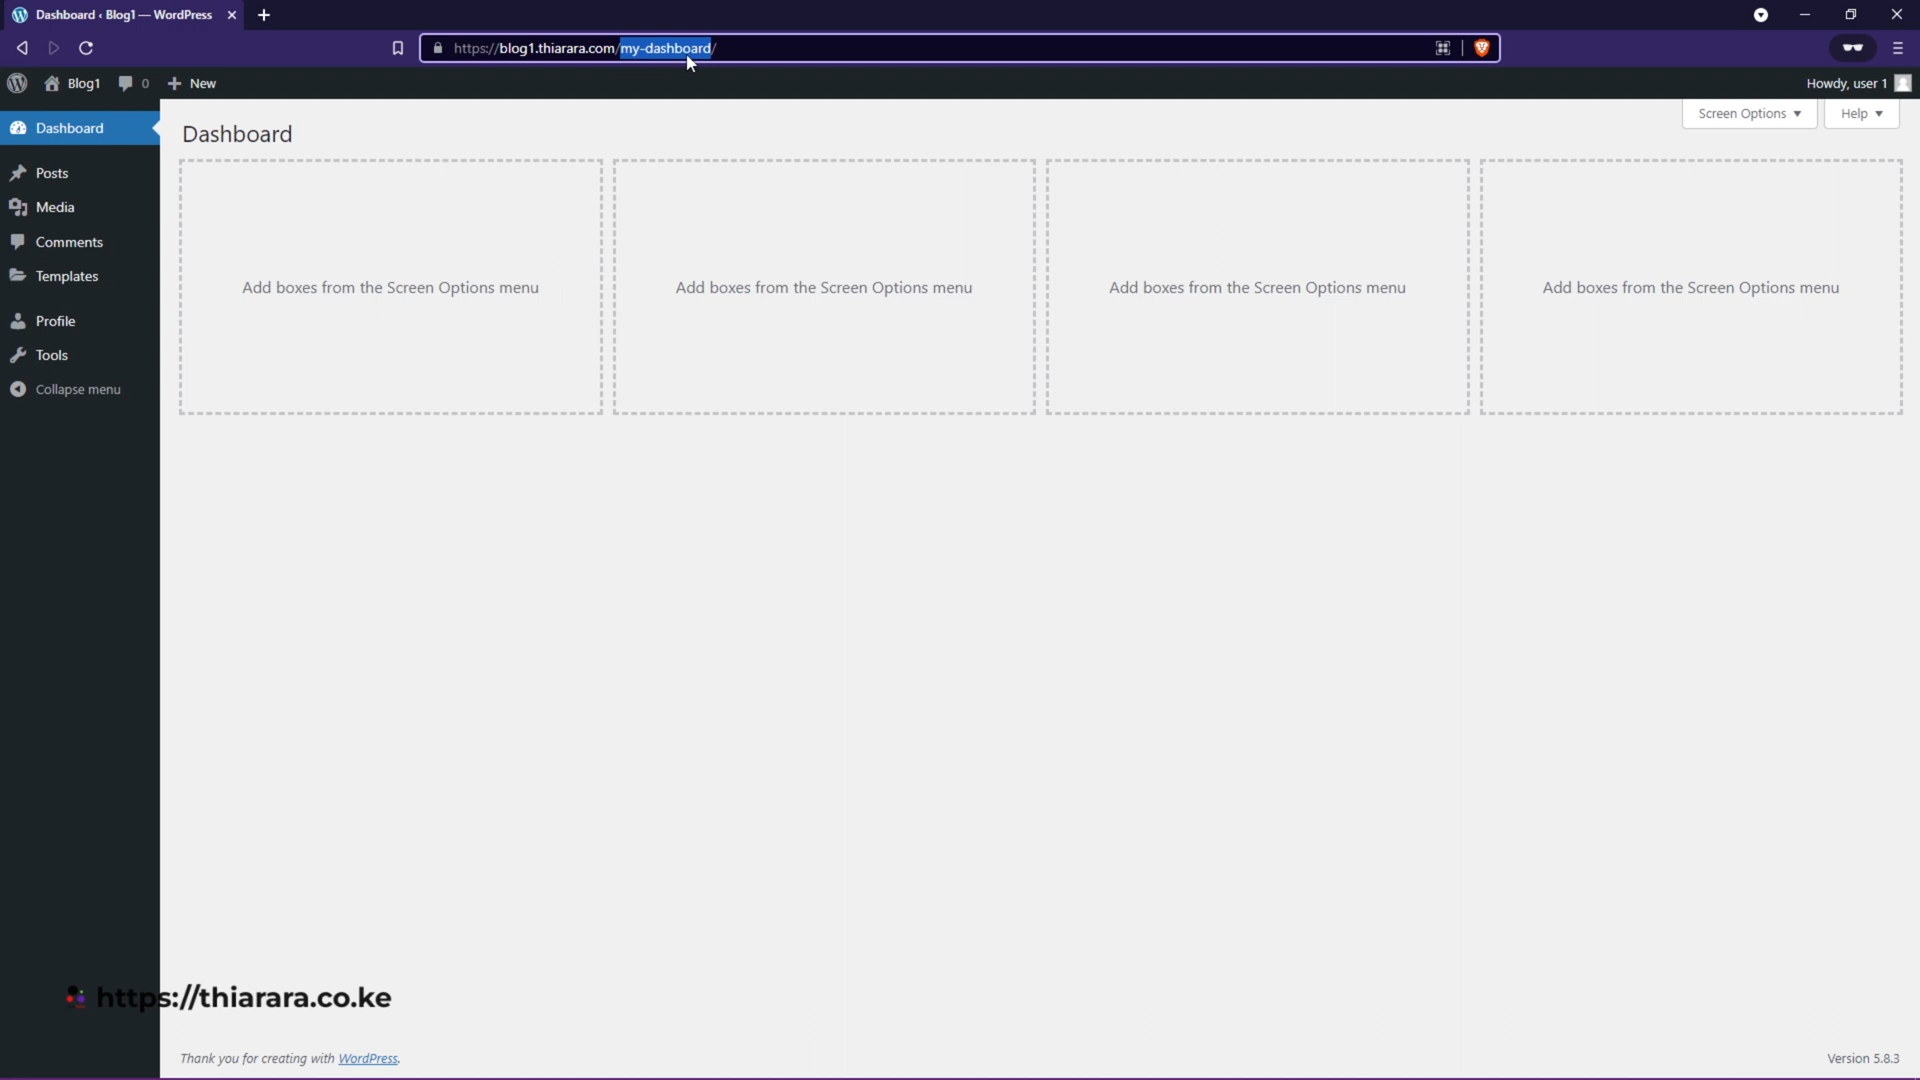 Dashboard ‹ Blog1 — WordPress
https://blog1.thiarara.com/my-dashboard/
Blog1 0 New Howdy, user 1
Screen Options Help
Dashboard
Dashboard
Posts
Media
Comments
Templates
Profile
Tools
Collapse menu
Add boxes from the Screen Options menu
Add boxes from the Screen Options menu
Add boxes from the Screen Options menu
Add boxes from the Screen Options menu
https://thiarara.co.ke
Thank you for creating with WordPress.
Version 5.8.3